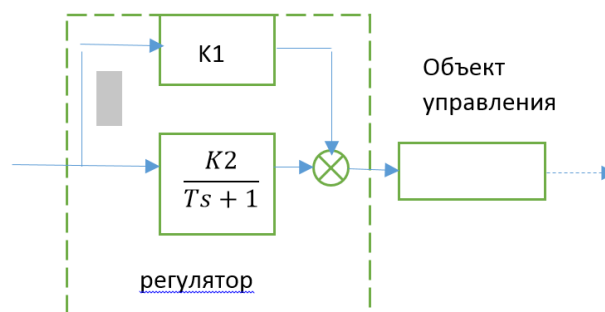 K1
Объект
управления
K2
Ts + 1
регулятор